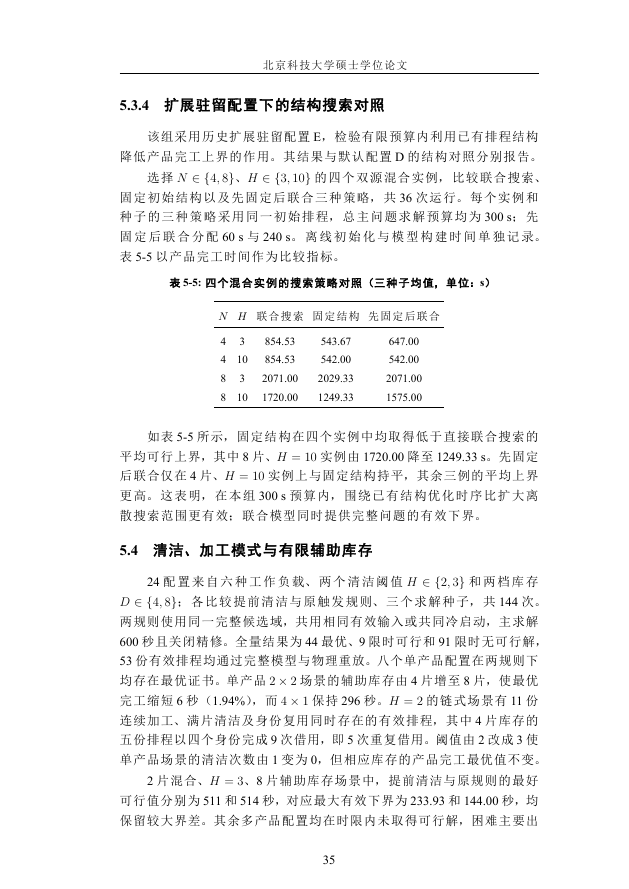 北京科技大学硕士学位论文
5.3.4 扩展驻留配置下的结构搜索对照
该组采用历史扩展驻留配置 E，检验有限预算内利用已有排程结构
降低产品完工上界的作用。其结果与默认配置 D 的结构对照分别报告。
选择 N ∈ {4, 8}、H ∈ {3, 10} 的四个双源混合实例，比较联合搜索、
固定初始结构以及先固定后联合三种策略，共 36 次运行。每个实例和
种子的三种策略采用同一初始排程，总主问题求解预算均为 300 s；先
固定后联合分配 60 s 与 240 s。离线初始化与模型构建时间单独记录。
表 5-5 以产品完工时间作为比较指标。
表 5-5: 四个混合实例的搜索策略对照（三种子均值，单位：s）
N H 联合搜索 固定结构 先固定后联合
4 3 854.53 543.67 647.00
4 10 854.53 542.00 542.00
8 3 2071.00 2029.33 2071.00
8 10 1720.00 1249.33 1575.00
如表 5-5 所示，固定结构在四个实例中均取得低于直接联合搜索的
平均可行上界，其中 8 片、H = 10 实例由 1720.00 降至 1249.33 s。先固定
后联合仅在 4 片、H = 10 实例上与固定结构持平，其余三例的平均上界
更高。这表明，在本组 300 s 预算内，围绕已有结构优化时序比扩大离
散搜索范围更有效；联合模型同时提供完整问题的有效下界。
5.4 清洁、加工模式与有限辅助库存
24 配置来自六种工作负载、两个清洁阈值 H ∈ {2, 3} 和两档库存
D ∈ {4, 8}；各比较提前清洁与原触发规则、三个求解种子，共 144 次。
两规则使用同一完整候选域，共用相同有效输入或共同冷启动，主求解
600 秒且关闭精修。全量结果为 44 最优、9 限时可行和 91 限时无可行解，
53 份有效排程均通过完整模型与物理重放。八个单产品配置在两规则下
均存在最优证书。单产品 2 × 2 场景的辅助库存由 4 片增至 8 片，使最优
完工缩短 6 秒（1.94%），而 4 × 1 保持 296 秒。H = 2 的链式场景有 11 份
连续加工、满片清洁及身份复用同时存在的有效排程，其中 4 片库存的
五份排程以四个身份完成 9 次借用，即 5 次重复借用。阈值由 2 改成 3 使
单产品场景的清洁次数由 1 变为 0，但相应库存的产品完工最优值不变。
2 片混合、H = 3、8 片辅助库存场景中，提前清洁与原规则的最好
可行值分别为 511 和 514 秒，对应最大有效下界为 233.93 和 144.00 秒，均
保留较大界差。其余多产品配置均在时限内未取得可行解，困难主要出
35